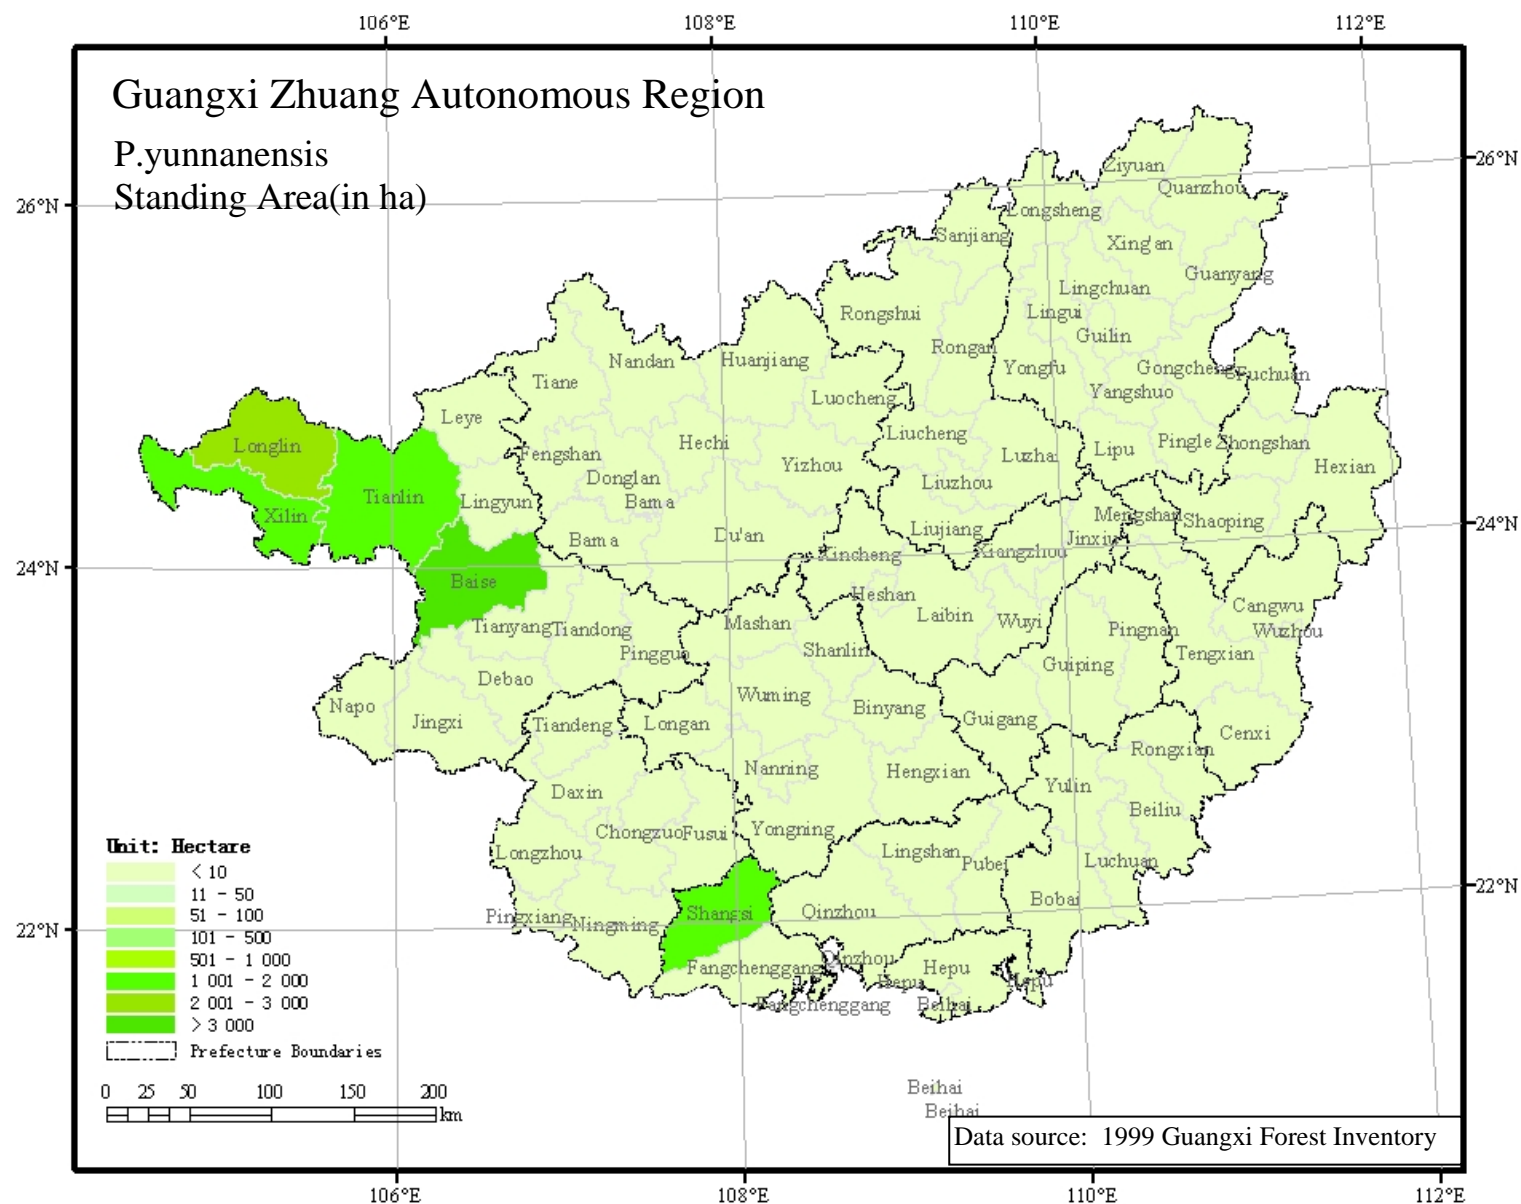 106°E 108°E 110°E 112°E
Guangxi Zhuang Autonomous Region
P.yunnanensis
Standing Area(in ha)
26°N
26°N
Ziyuan
Quanzhou
Longsheng
Sanjiang
Xing'an
Guanyang
Lingchuan
Rongshui
Lingui
Guilin
Rongan
Nandan
Huanjiang
Yongfu
Gongcheng
Fuchuan
Tiane
Yangshuo
Luocheng
Leye
Liucheng
Hechi
Longlin
Lipu
Pingle
Zhongshan
Fengshan
Luzhai
Yizhou
Hexian
Donglan
Liuzhou
Tianlin
Lingyun
Bama
Xilin
Mengshan
Shaoping
24°N
Liujiang
Du'an
Bama
Jinxiu
Xiangzhou
Xincheng
24°N
Baise
Heshan
Cangwu
Laibin
Wuyi
Mashan
Tianyang
Tiandong
Pingnan
Wuzhou
Shanlin
Pingguo
Tengxian
Guiping
Debao
Wuming
Napo
Binyang
Jingxi
Tiandeng
Longan
Guigang
Cenxi
Rongxian
Nanning
Hengxian
Yulin
Daxin
Beiliu
Chongzuo
Fusui
Yongning
Longzhou
Lingshan
Pubei
Luchuan
22°N
Bobai
Shangsi
Qinzhou
Pingxiang
Ningming
22°N
Qinzhou
Fangchenggang
Hepu
Hepu
Hepu
Fangchenggang
Beihai
Beihai
Beihai
Unit: Hectare
< 10
11 - 50
51 - 100
101 - 500
501 - 1 000
1 001 - 2 000
2 001 - 3 000
> 3 000
Prefecture Boundaries
0 25 50 100 150 200
km
Data source: 1999 Guangxi Forest Inventory
106°E 108°E 110°E 112°E